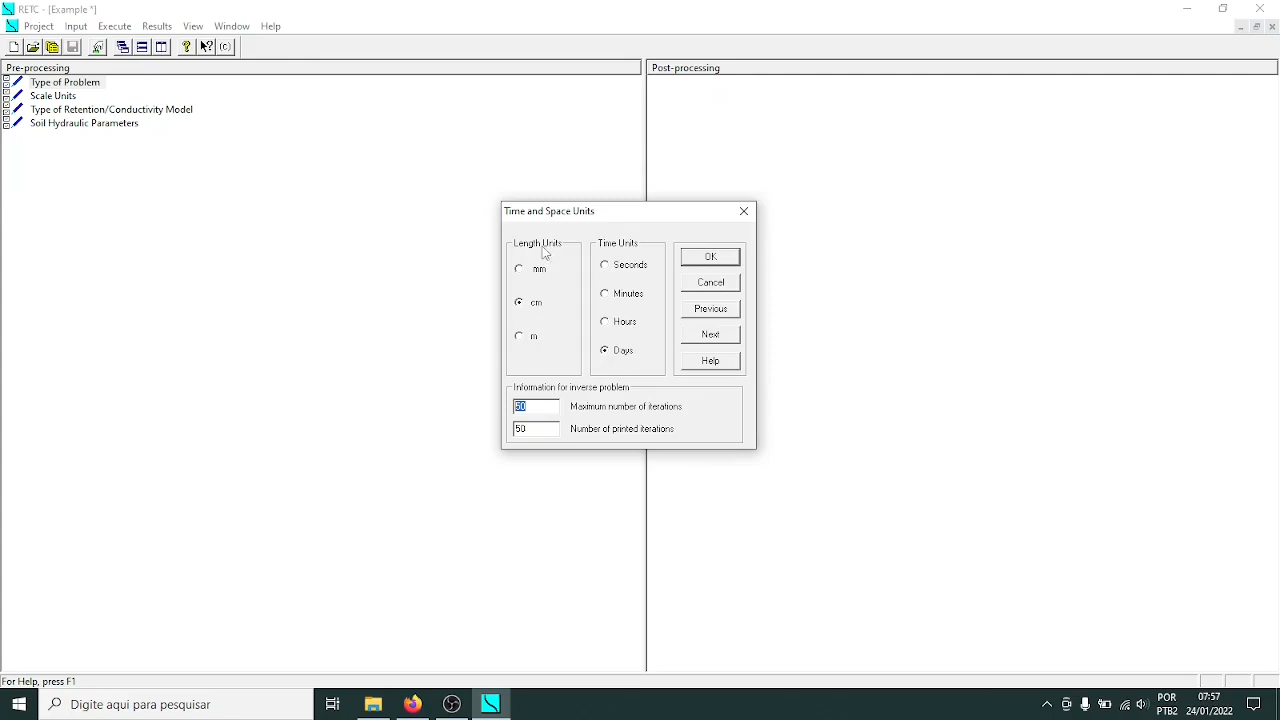 RETC - [Example *]
Project Input Execute Results View Window Help
Pre-processing
Post-processing
Type of Problem
Scale Units
Type of Retention/Conductivity Model
Soil Hydraulic Parameters
Time and Space Units
Length Units
mm
cm
m
Time Units
Seconds
Minutes
Hours
Days
OK
Cancel
Previous
Next
Help
Information for inverse problem
50 Maximum number of iterations
50 Number of printed iterations
For Help, press F1
Digite aqui para pesquisar
POR
PTB2
07:57
24/01/2022